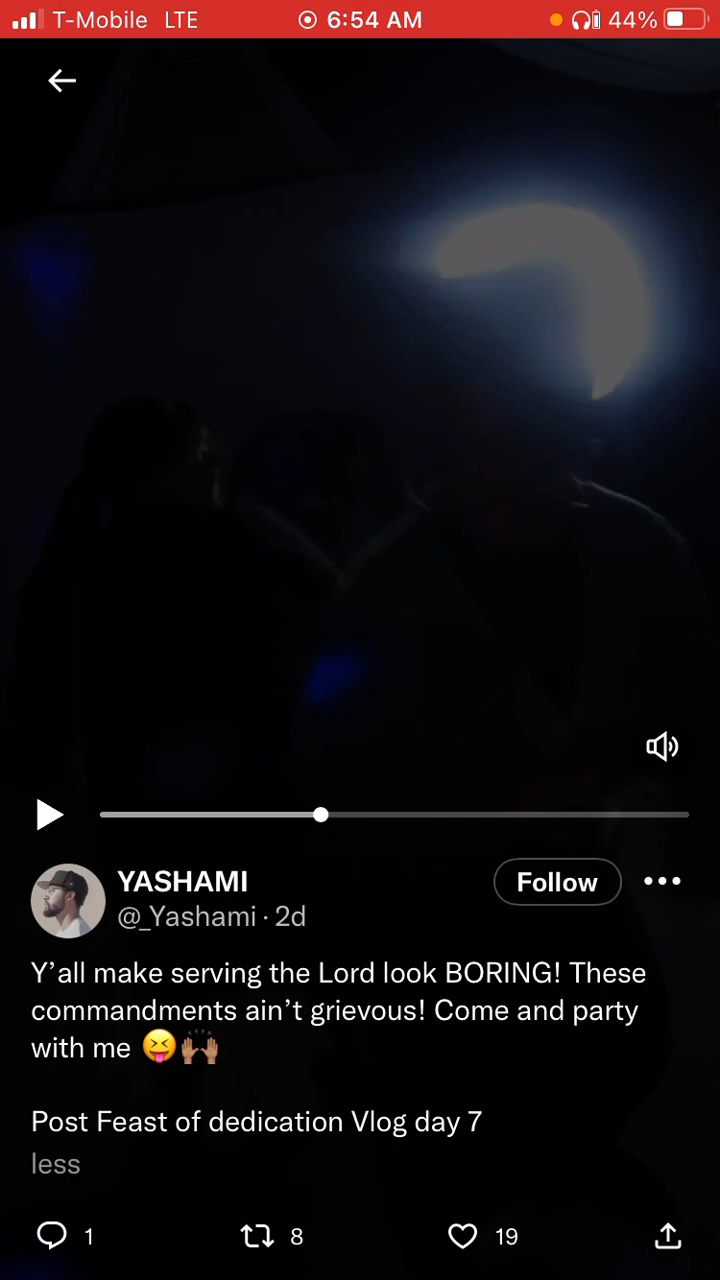 T-Mobile LTE 6:54 AM 44%
YASHAMI
Follow
@_Yashami · 2d
Y’all make serving the Lord look BORING! These
commandments ain’t grievous! Come and party
with me 😝🙌🏽
Post Feast of dedication Vlog day 7
less
1 8 19